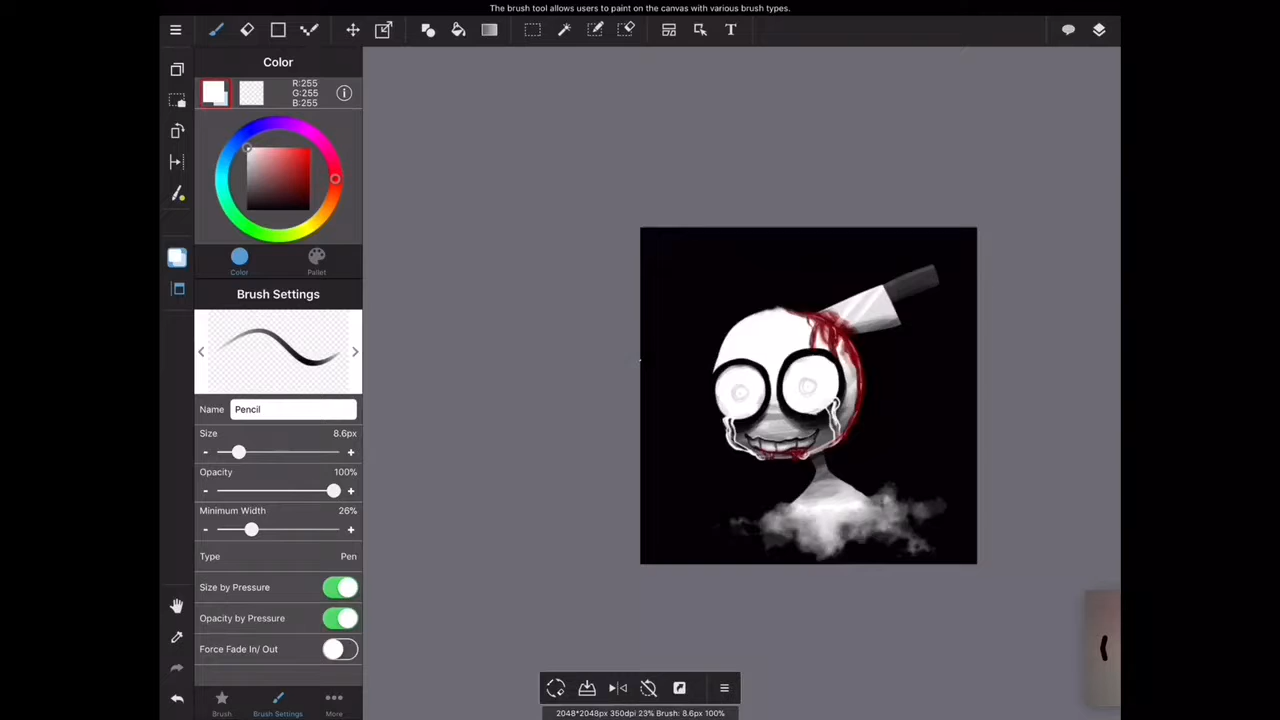 The brush tool allows users to paint on the canvas with various brush types.
T
Color
R:255
G:255
B:255
Color
Pallet
Brush Settings
Name
Pencil
Size
8.6px
-
+
Opacity
100%
-
+
Minimum Width
26%
-
+
Type
Pen
Size by Pressure
Opacity by Pressure
Force Fade In/ Out
Brush
Brush Settings
More
2048*2048px 350dpi 23% Brush: 8.6px 100%